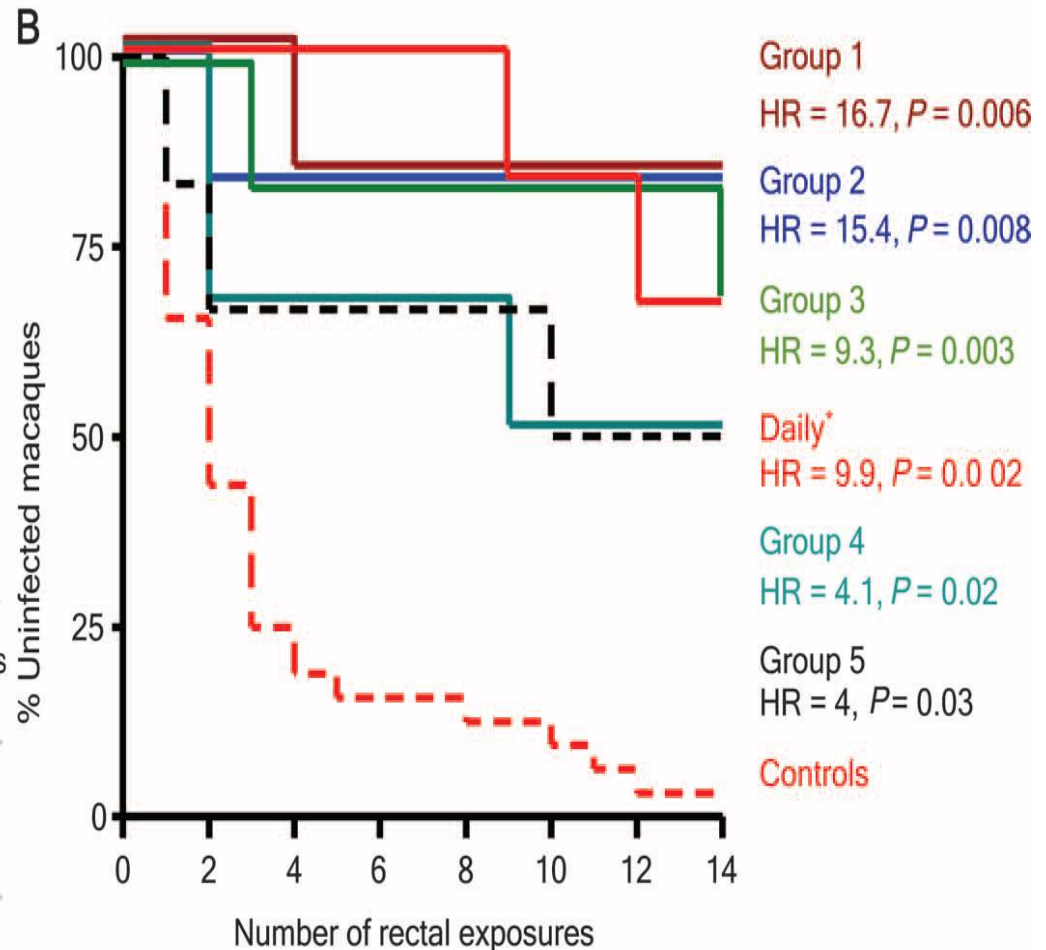 B
100
75
50
25
0
% Uninfected macaques
s
0 2 4 6 8 10 12 14
Number of rectal exposures
Group 1
HR = 16.7, P = 0.006
Group 2
HR = 15.4, P = 0.008
Group 3
HR = 9.3, P = 0.003
Daily*
HR = 9.9, P = 0.0 02
Group 4
HR = 4.1, P = 0.02
Group 5
HR = 4, P = 0.03
Controls